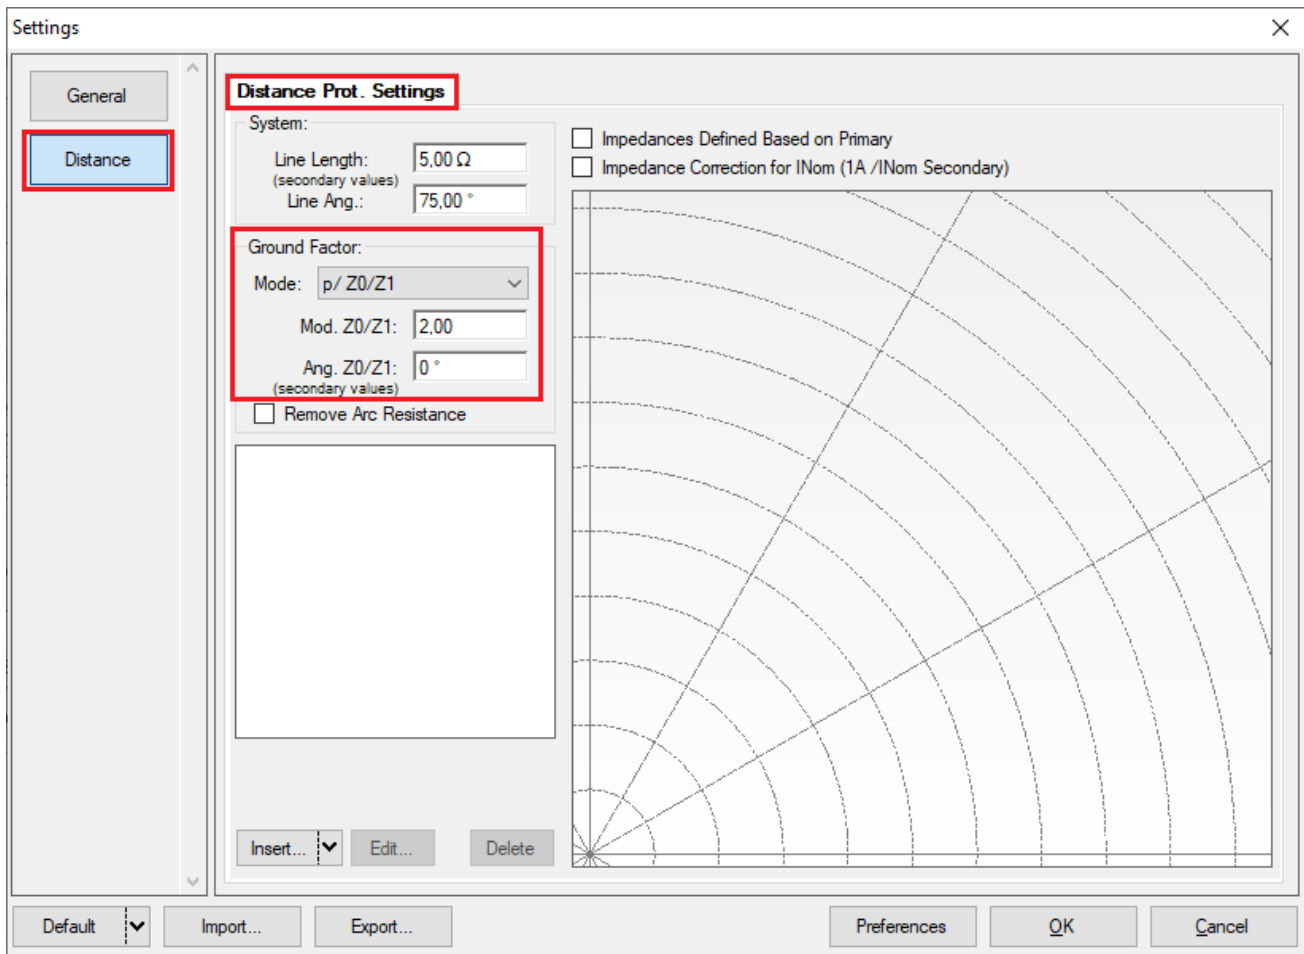 Settings
General
Distance
Distance Prot. Settings
System:
Line Length: 5,00 Ω
(secondary values)
Line Ang.: 75,00 °
Ground Factor:
Mode: p/ Z0/Z1
Mod. Z0/Z1: 2,00
Ang. Z0/Z1: 0 °
(secondary values)
Remove Arc Resistance
Impedances Defined Based on Primary
Impedance Correction for INom (1A /INom Secondary)
Insert... Edit... Delete
Default Import... Export... Preferences OK Cancel